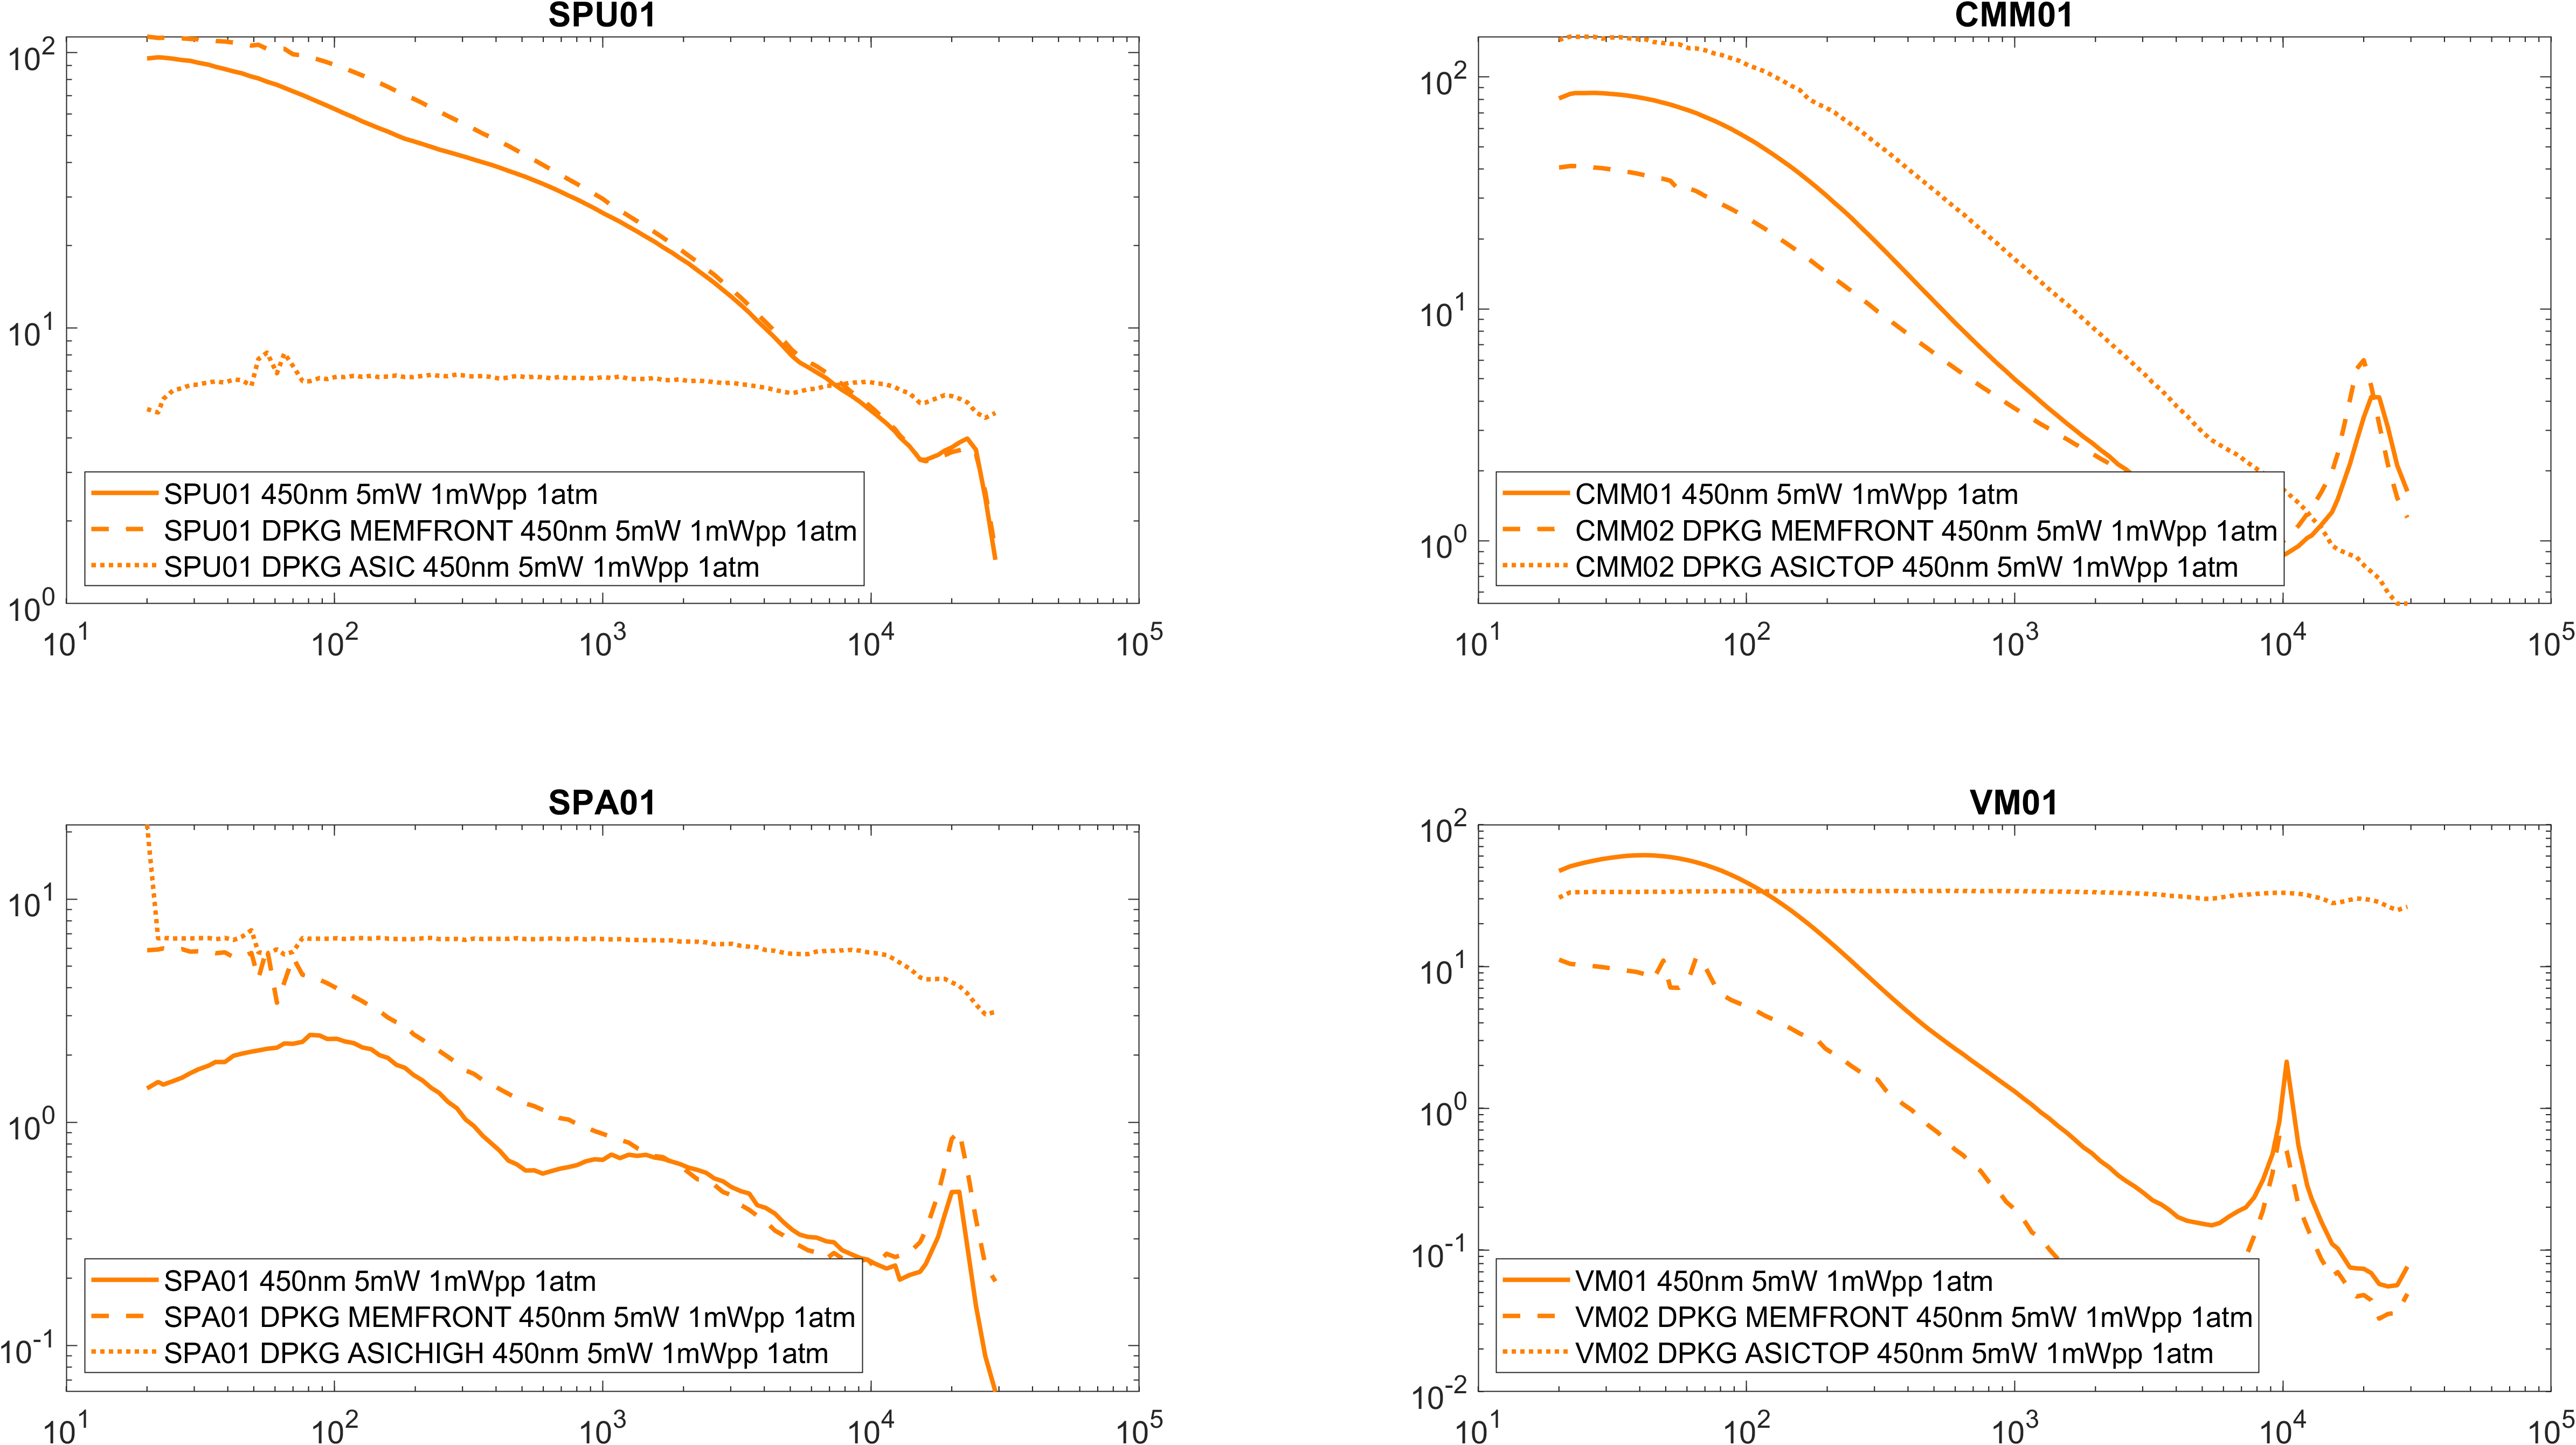 SPU01
10^2
10^1
10^0
10^1 10^2 10^3 10^4 10^5
SPU01 450nm 5mW 1mWpp 1atm
SPU01 DPKG MEMFRONT 450nm 5mW 1mWpp 1atm
SPU01 DPKG ASIC 450nm 5mW 1mWpp 1atm
CMM01
10^2
10^1
10^0
10^1 10^2 10^3 10^4 10^5
CMM01 450nm 5mW 1mWpp 1atm
CMM02 DPKG MEMFRONT 450nm 5mW 1mWpp 1atm
CMM02 DPKG ASICTOP 450nm 5mW 1mWpp 1atm
SPA01
10^1
10^0
10^-1
10^1 10^2 10^3 10^4 10^5
SPA01 450nm 5mW 1mWpp 1atm
SPA01 DPKG MEMFRONT 450nm 5mW 1mWpp 1atm
SPA01 DPKG ASICHIGH 450nm 5mW 1mWpp 1atm
VM01
10^2
10^1
10^0
10^-1
10^-2
10^1 10^2 10^3 10^4 10^5
VM01 450nm 5mW 1mWpp 1atm
VM02 DPKG MEMFRONT 450nm 5mW 1mWpp 1atm
VM02 DPKG ASICTOP 450nm 5mW 1mWpp 1atm